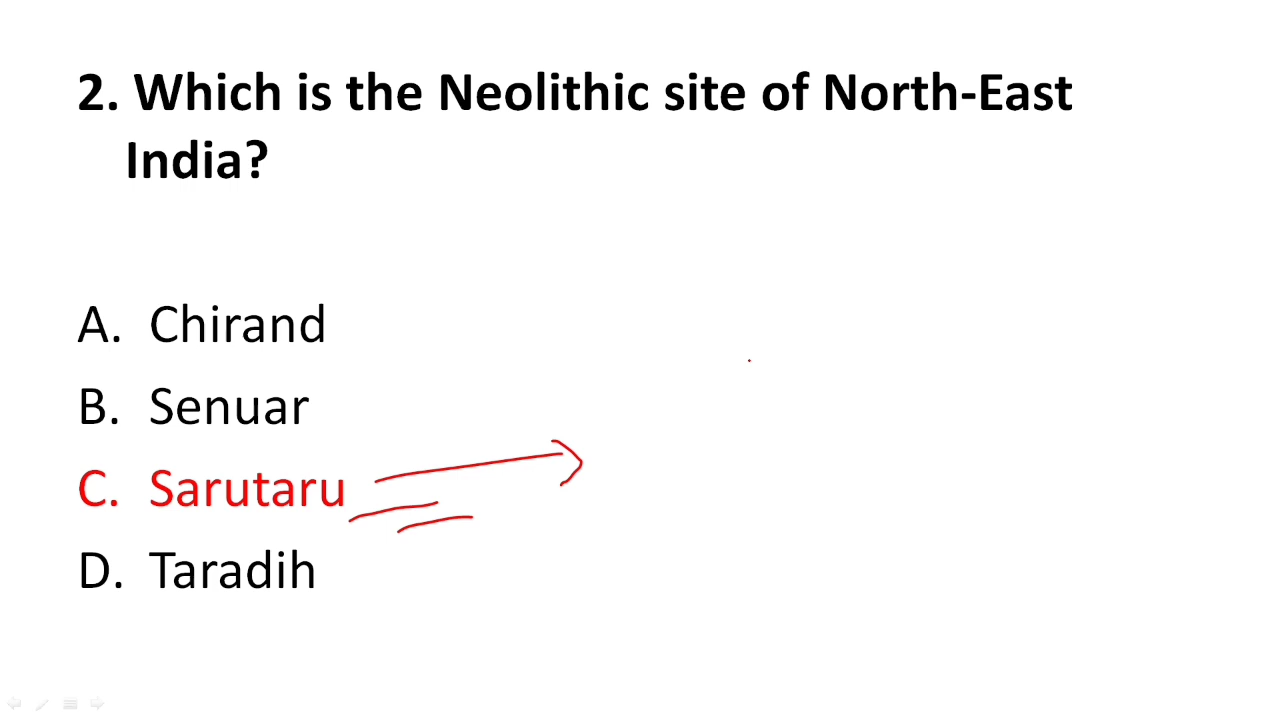 2. Which is the Neolithic site of North-East
India?
A. Chirand
B. Senuar
C. Sarutaru
D. Taradih